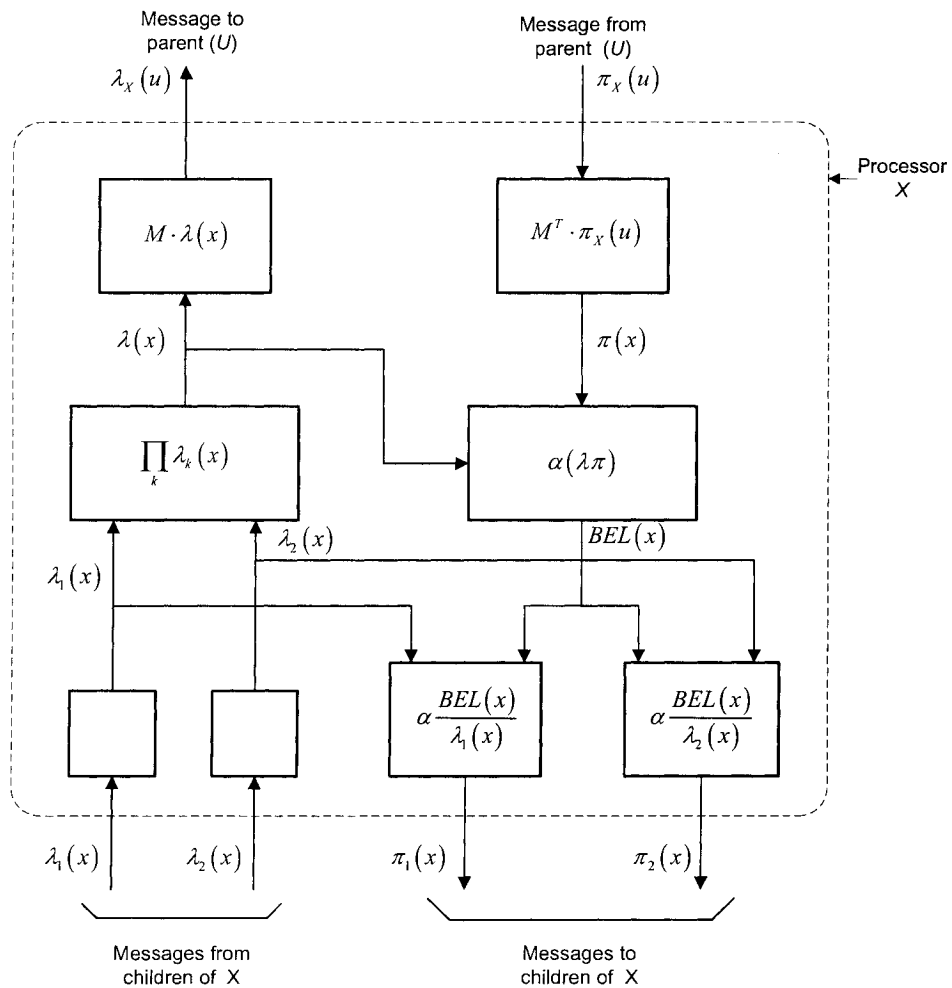 Message to
parent (U)
λ_X(u)
Message from
parent (U)
π_X(u)
Processor
X
M · λ(x)
M^T · π_X(u)
λ(x)
π(x)
∏_k λ_k(x)
α(λπ)
λ_2(x)
BEL(x)
λ_1(x)
α BEL(x)/λ_1(x)
α BEL(x)/λ_2(x)
λ_1(x)
λ_2(x)
π_1(x)
π_2(x)
Messages from
children of X
Messages to
children of X